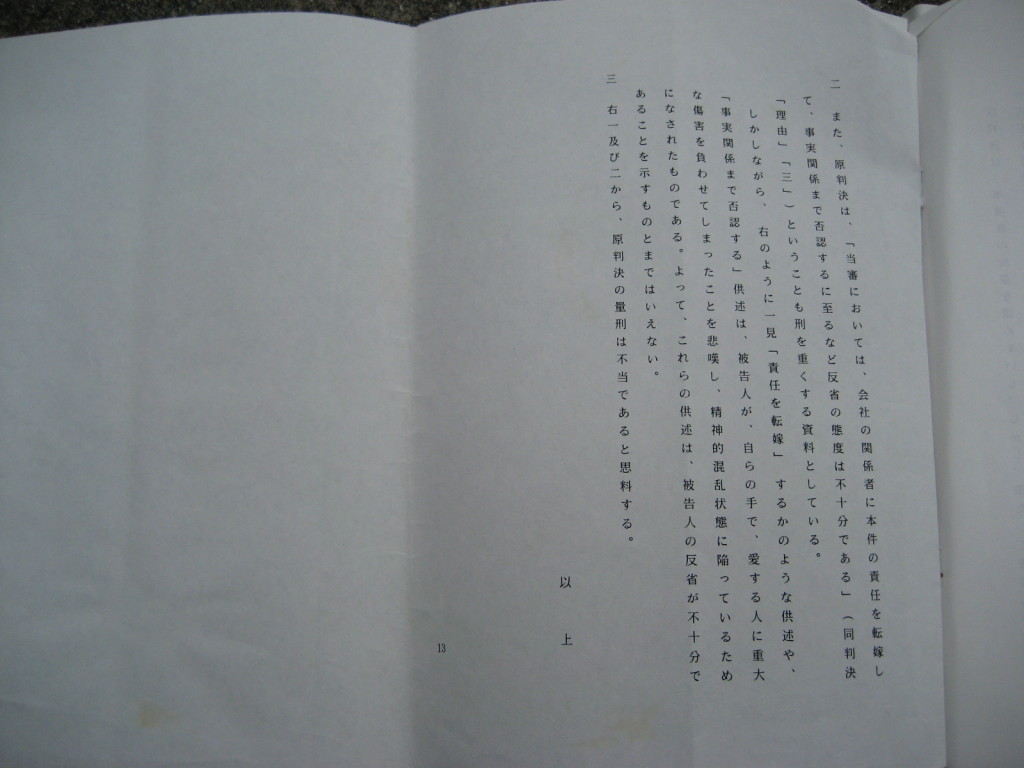 二　また、原判決は、「当審においては、会社の関係者に本件の責任を転嫁し
て、事実関係まで否認するに至るなど反省の態度は不十分である」（同判決
「理由」「三」）ということも刑を重くする資料としている。
しかしながら、右のように一見「責任を転嫁」するかのような供述や、
「事実関係まで否認する」供述は、被告人が、自らの手で、愛する人に重大
な傷害を負わせてしまったことを悲嘆し、精神的混乱状態に陥っているため
になされたものである。よって、これらの供述は、被告人の反省が不十分で
あることを示すものとまではいえない。
三　右一及び二から、原判決の量刑は不当であると思料する。
以上
13